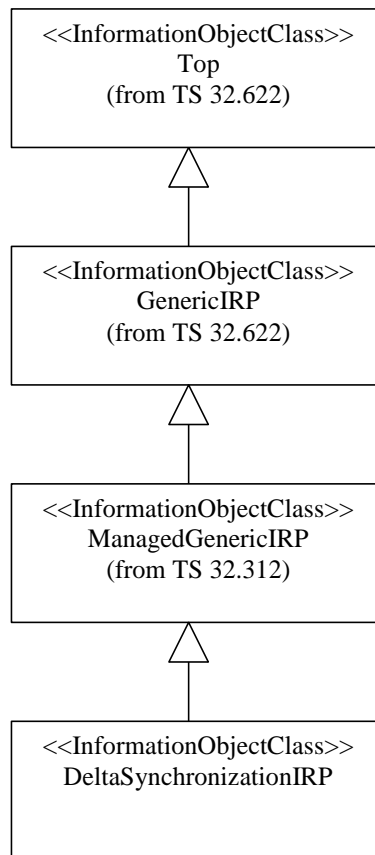 <<InformationObjectClass>>
Top
(from TS 32.622)
<<InformationObjectClass>>
GenericIRP
(from TS 32.622)
<<InformationObjectClass>>
ManagedGenericIRP
(from TS 32.312)
<<InformationObjectClass>>
DeltaSynchronizationIRP